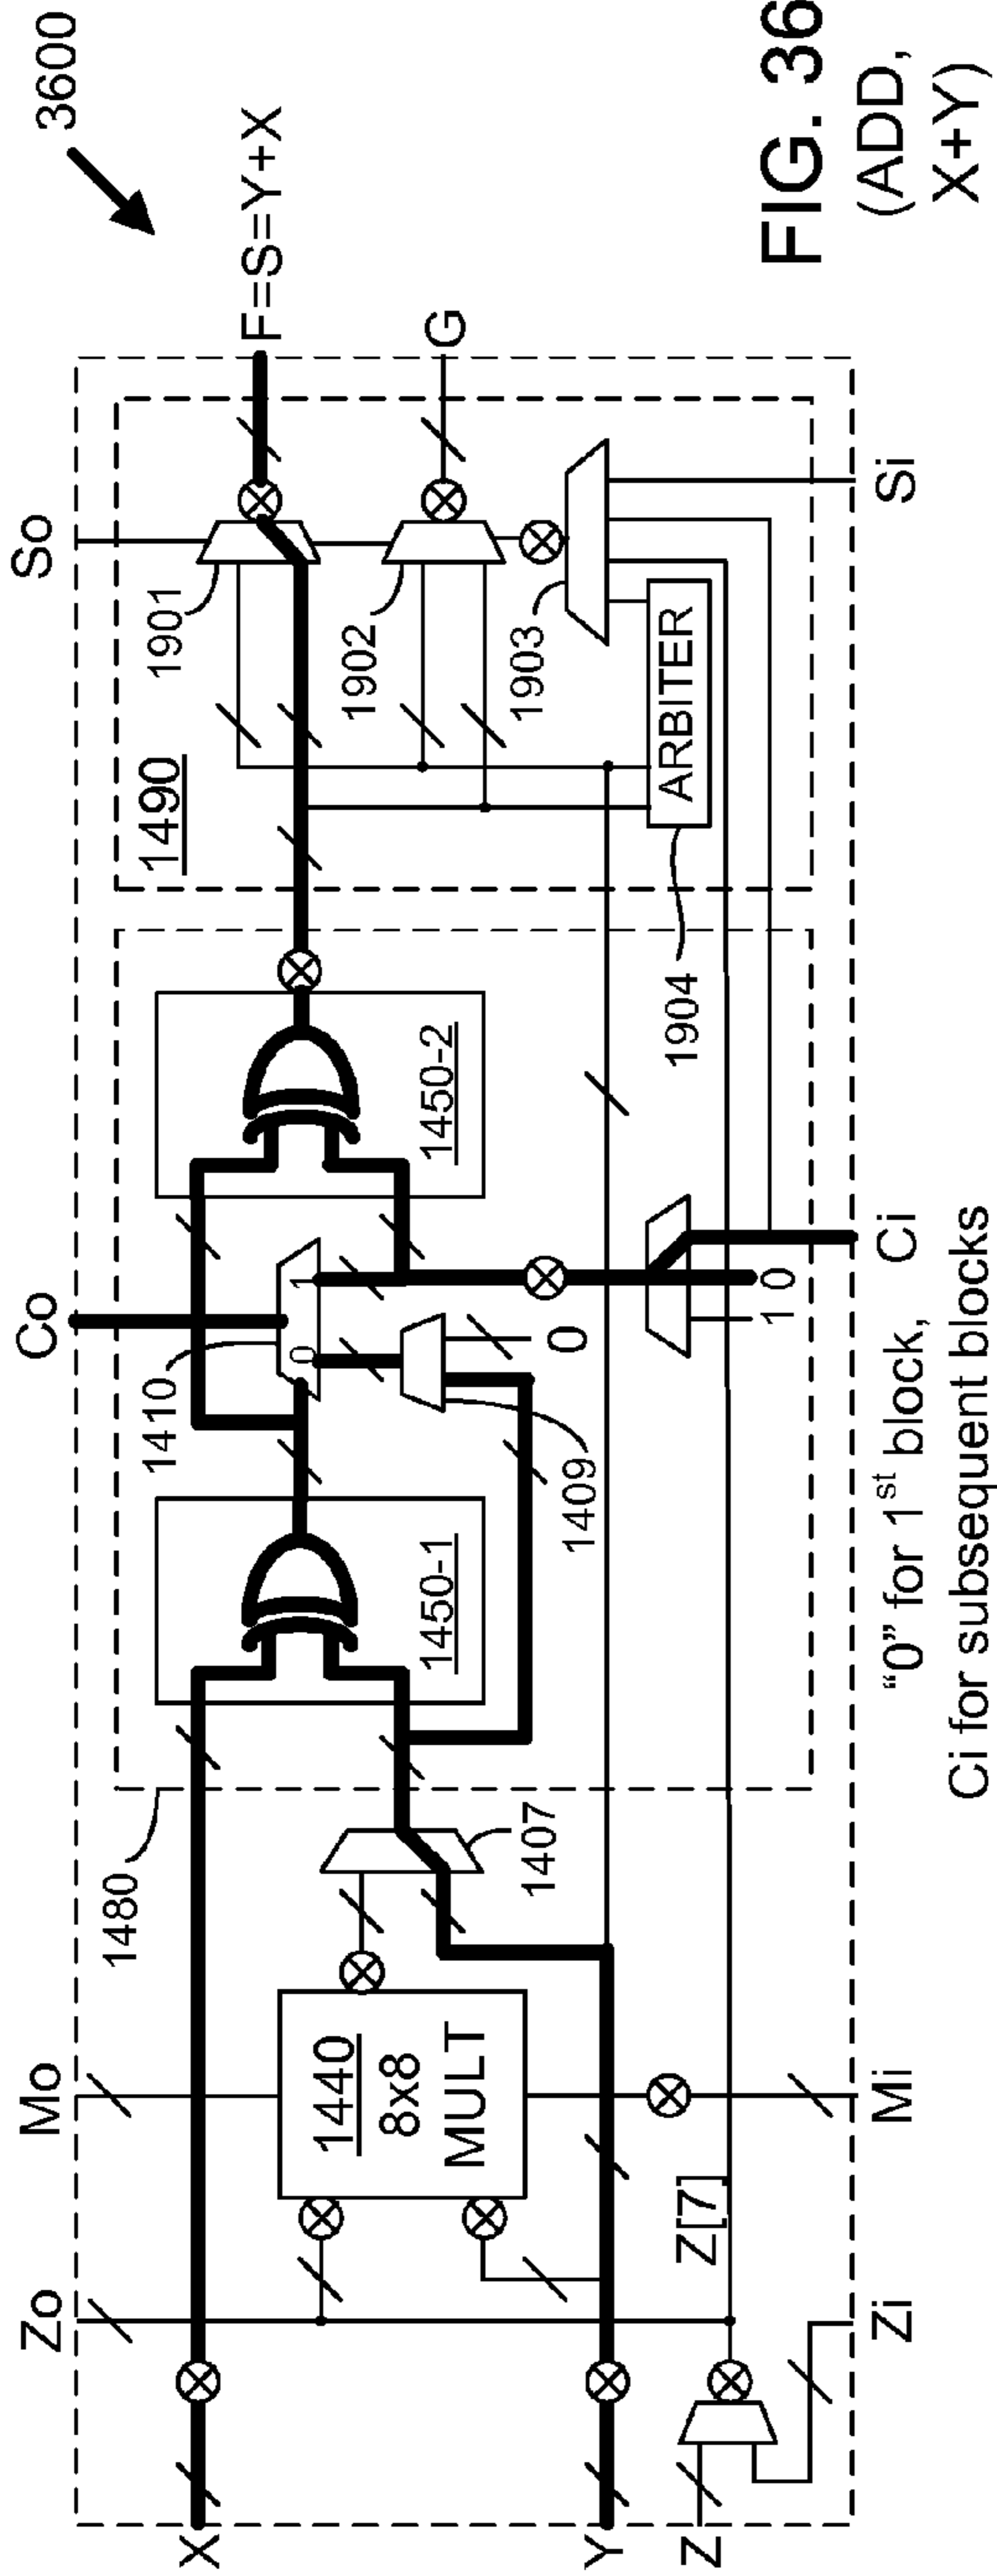 3600
Zo
Mo
Co
So
X
Y
Z
F=S=Y+X
G
1480
1440
8x8
MULT
1407
1450-1
1409
1410
0
1
0
1450-2
1490
1901
1902
1903
ARBITER
1904
Z[7]
1
0
Zi
Mi
Ci
Si
“0” for 1st block,
Ci for subsequent blocks
FIG. 36
(ADD,
X+Y)